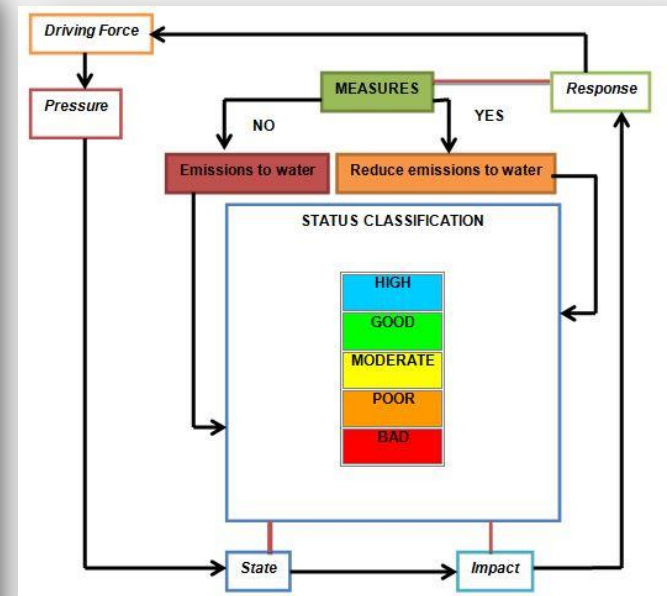 Driving Force
Pressure
MEASURES
Response
NO
YES
Emissions to water
Reduce emissions to water
STATUS CLASSIFICATION
HIGH
GOOD
MODERATE
POOR
BAD
State
Impact